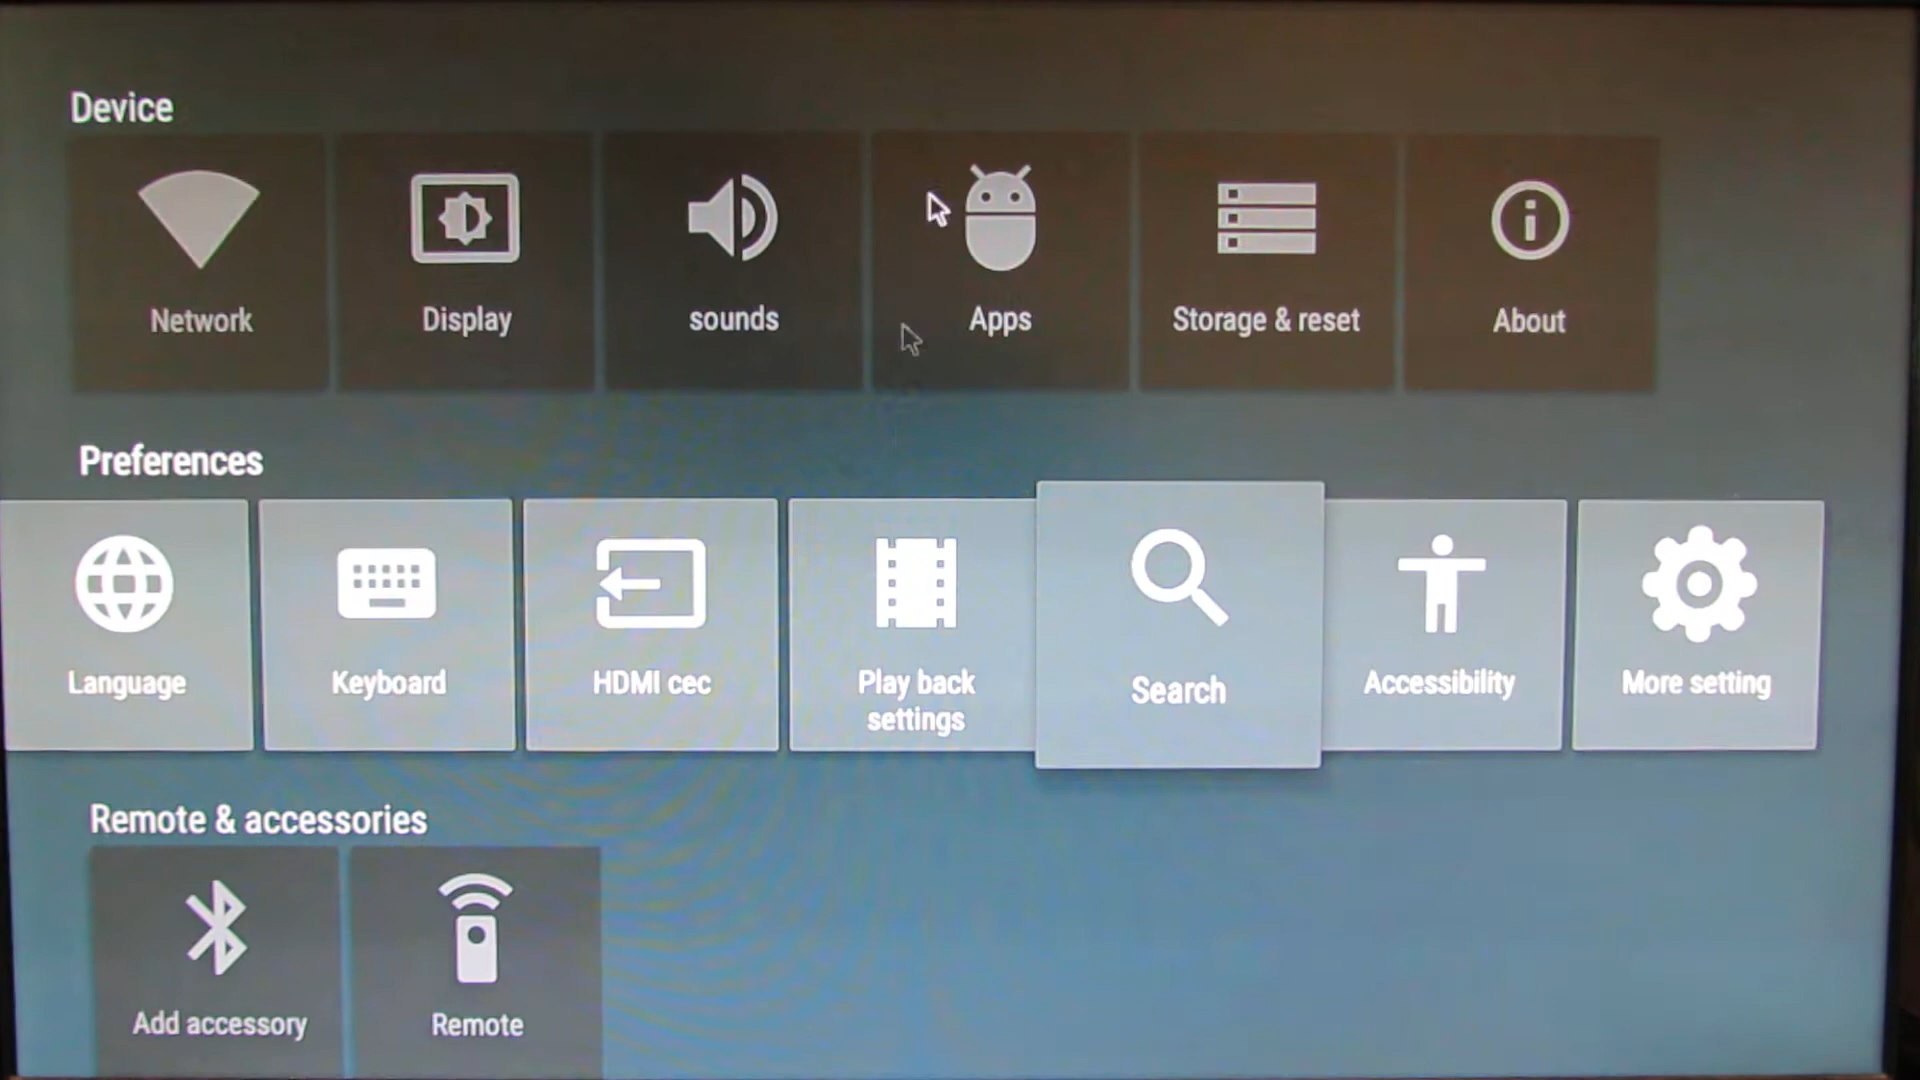 Device
Network
Display
sounds
Apps
Storage & reset
About
Preferences
Language
Keyboard
HDMI cec
Play back
settings
Search
Accessibility
More setting
Remote & accessories
Add accessory
Remote